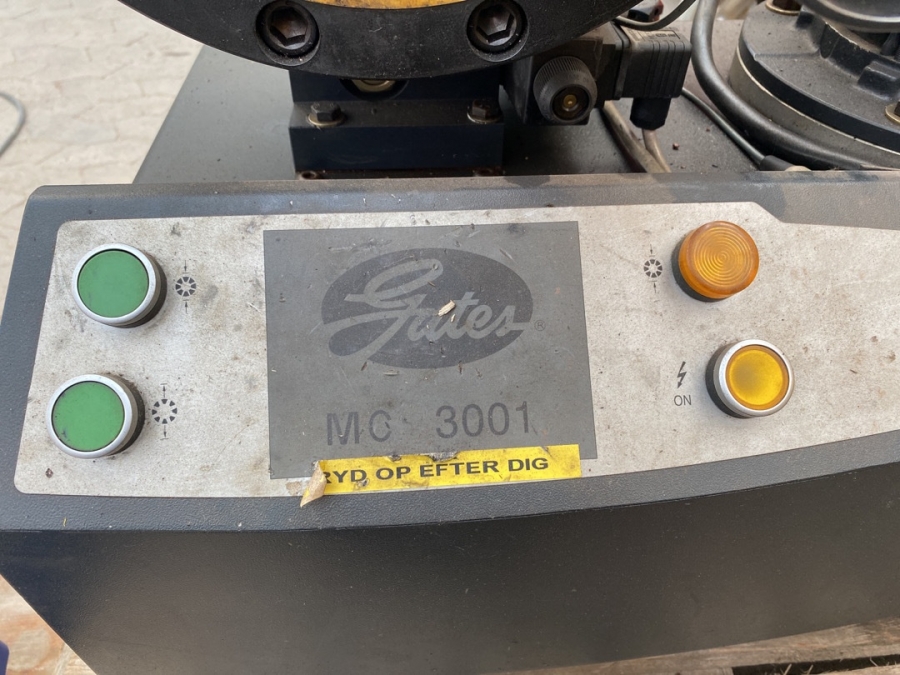 Gates®
MC 3001
RYD OP EFTER DIG
ON